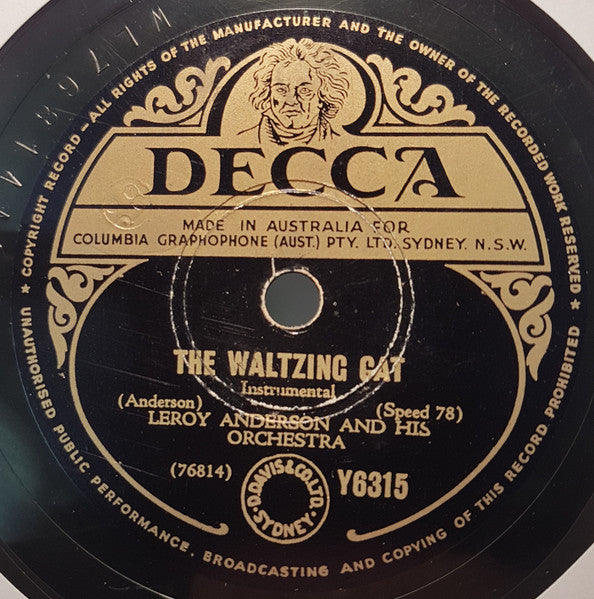 ★ COPYRIGHT RECORD - ALL RIGHTS OF THE MANUFACTURER AND THE OWNER OF THE RECORDED WORK RESERVED ★
DECCA
MADE IN AUSTRALIA FOR
COLUMBIA GRAPHOPHONE (AUST.) PTY. LTD. SYDNEY. N.S.W.
THE WALTZING CAT
Instrumental
(Anderson) (Speed 78)
LEROY ANDERSON AND HIS
ORCHESTRA
(76814) Y6315
D.DAVIS&CO.LTD.
·SYDNEY·
UNAUTHORISED PUBLIC PERFORMANCE, BROADCASTING AND COPYING OF THIS RECORD PROHIBITED